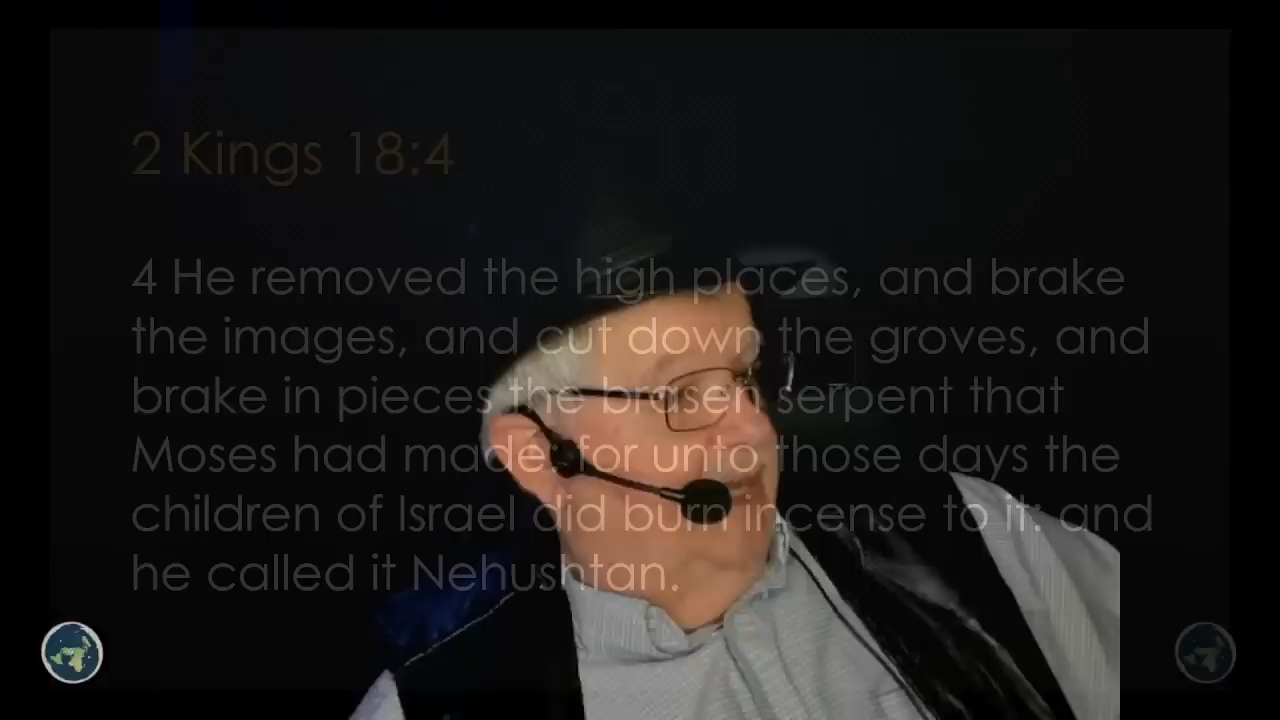 2 Kings 18:4
4 He removed the high places, and brake
the images, and cut down the groves, and
brake in pieces the brasen serpent that
Moses had made: for unto those days the
children of Israel did burn incense to it: and
he called it Nehushtan.